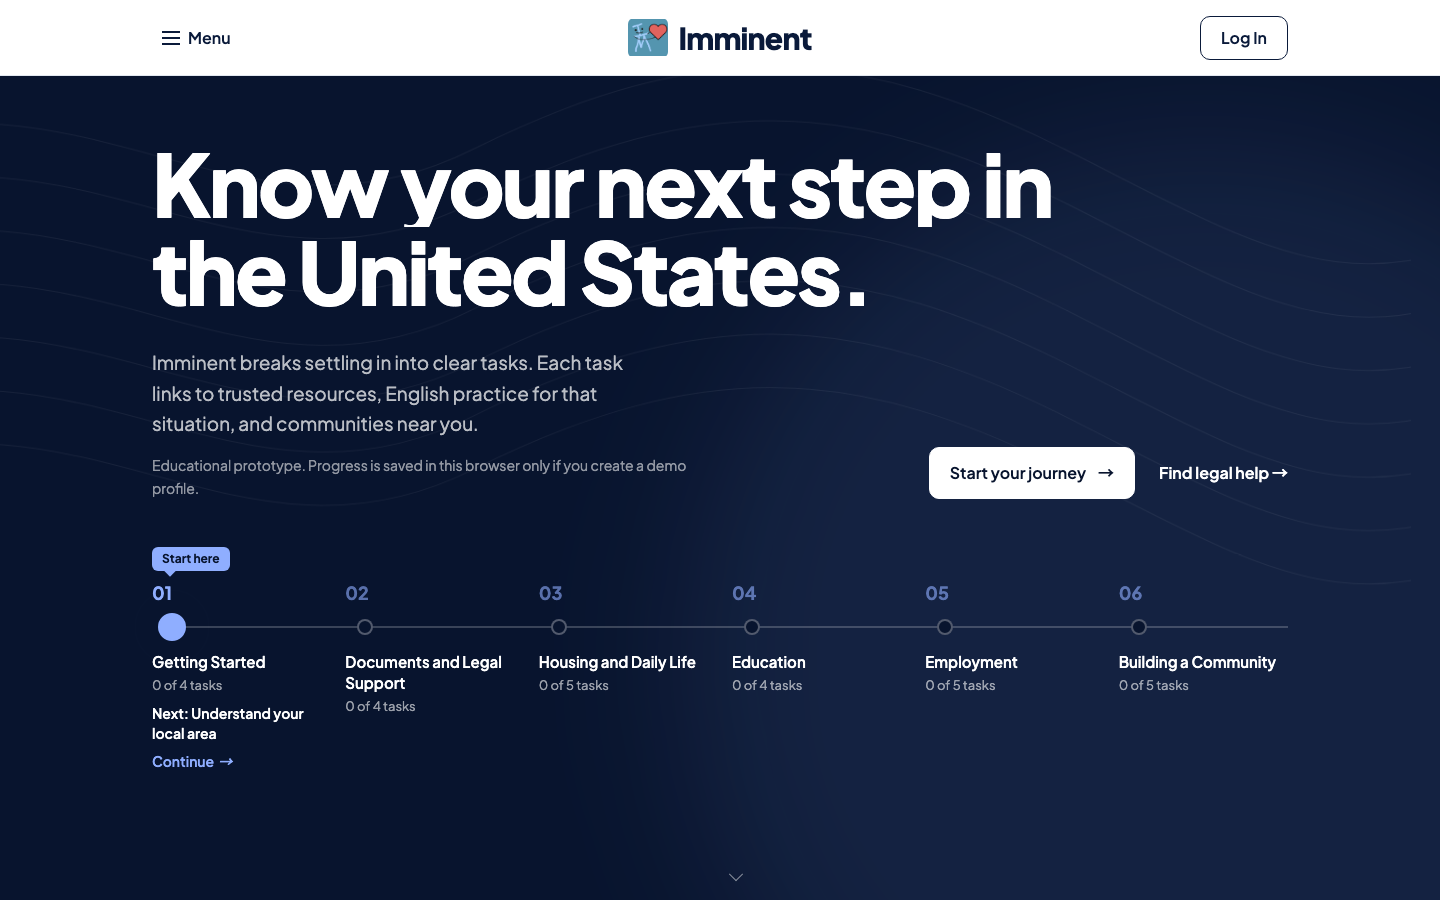 Menu
Imminent
Log In
Know your next step in
the United States.
Imminent breaks settling in into clear tasks. Each task
links to trusted resources, English practice for that
situation, and communities near you.
Educational prototype. Progress is saved in this browser only if you create a demo
profile.
Start your journey →
Find legal help →
Start here
01
Getting Started
0 of 4 tasks
Next: Understand your
local area
Continue →
02
Documents and Legal
Support
0 of 4 tasks
03
Housing and Daily Life
0 of 5 tasks
04
Education
0 of 4 tasks
05
Employment
0 of 5 tasks
06
Building a Community
0 of 5 tasks